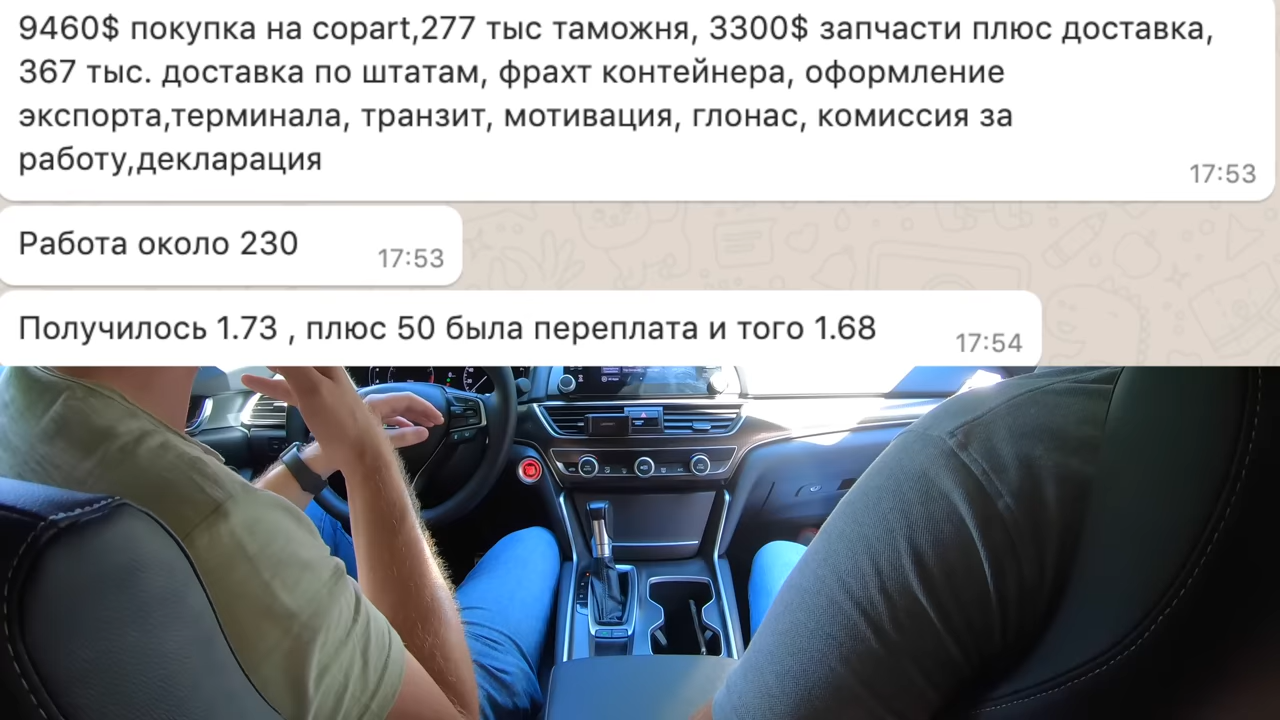 9460$ покупка на copart,277 тыс таможня, 3300$ запчасти плюс доставка,
367 тыс. доставка по штатам, фрахт контейнера, оформление
экспорта,терминала, транзит, мотивация, глонас, комиссия за
работу,декларация
17:53
Работа около 230
17:53
Получилось 1.73 , плюс 50 была переплата и того 1.68
17:54